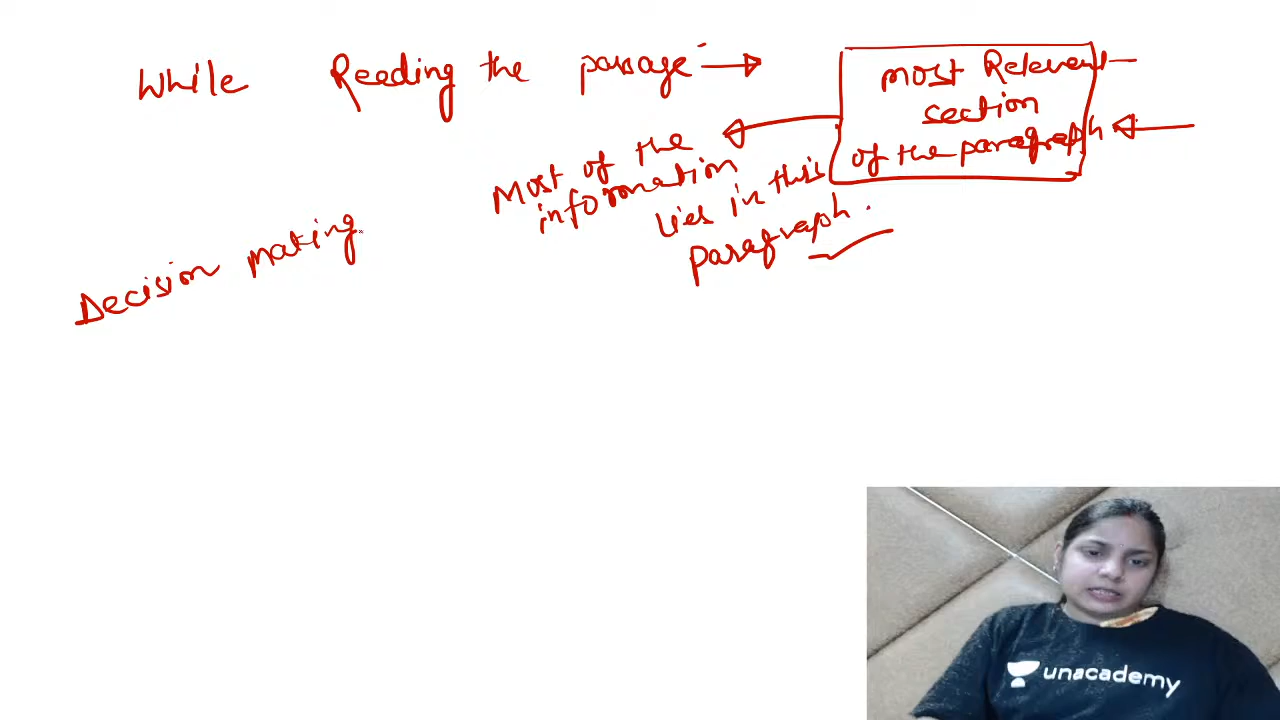 While Reading the passage
most Relevant
section
of the paragraph
Most of the
information
lies in this
paragraph.
Decision making
unacademy